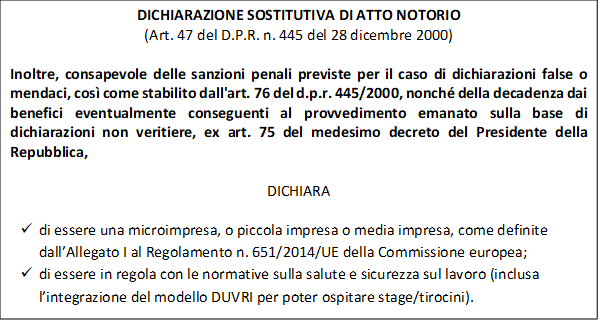 DICHIARAZIONE SOSTITUTIVA DI ATTO NOTORIO
(Art. 47 del D.P.R. n. 445 del 28 dicembre 2000)
Inoltre, consapevole delle sanzioni penali previste per il caso di dichiarazioni false o
mendaci, così come stabilito dall'art. 76 del d.p.r. 445/2000, nonché della decadenza dai
benefici eventualmente conseguenti al provvedimento emanato sulla base di
dichiarazioni non veritiere, ex art. 75 del medesimo decreto del Presidente della
Repubblica,
DICHIARA
✓ di essere una microimpresa, o piccola impresa o media impresa, come definite
dall’Allegato I al Regolamento n. 651/2014/UE della Commissione europea;
✓ di essere in regola con le normative sulla salute e sicurezza sul lavoro (inclusa
l’integrazione del modello DUVRI per poter ospitare stage/tirocini).